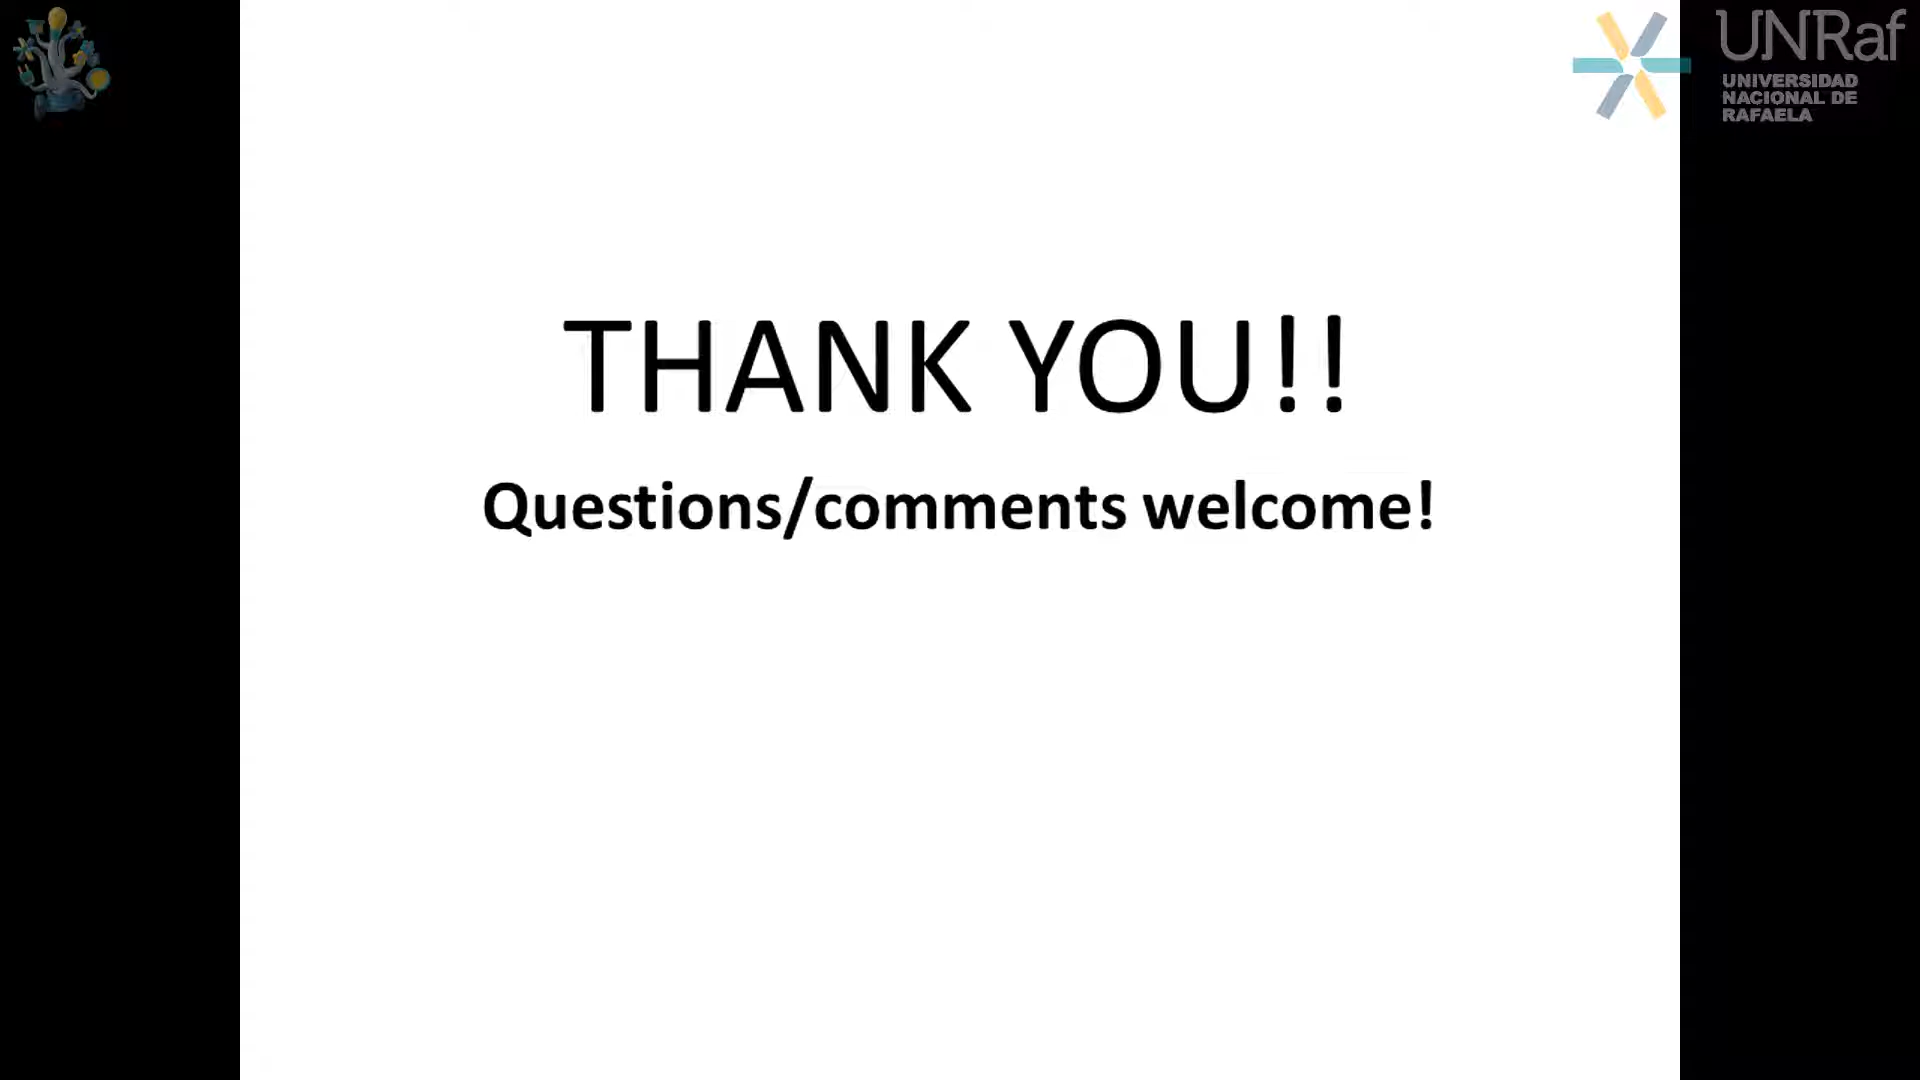 UNRaf
UNIVERSIDAD
NACIONAL DE
RAFAELA
THANK YOU!!
Questions/comments welcome!